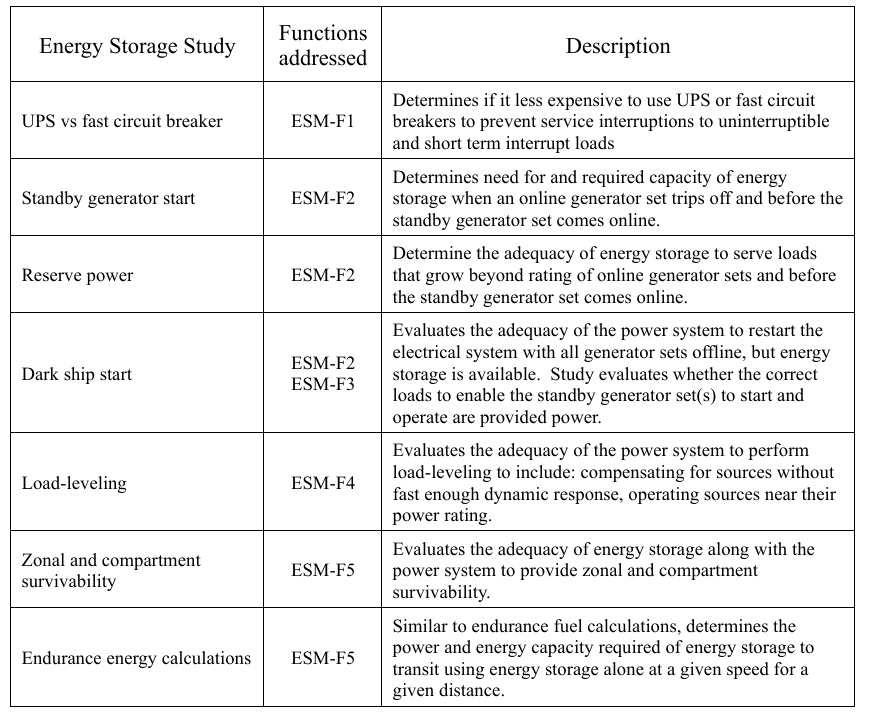 Energy Storage Study
Functions
addressed
Description
UPS vs fast circuit breaker
ESM-F1
Determines if it less expensive to use UPS or fast circuit
breakers to prevent service interruptions to uninterruptible
and short term interrupt loads
Standby generator start
ESM-F2
Determines need for and required capacity of energy
storage when an online generator set trips off and before the
standby generator set comes online.
Reserve power
ESM-F2
Determine the adequacy of energy storage to serve loads
that grow beyond rating of online generator sets and before
the standby generator set comes online.
Dark ship start
ESM-F2
ESM-F3
Evaluates the adequacy of the power system to restart the
electrical system with all generator sets offline, but energy
storage is available.  Study evaluates whether the correct
loads to enable the standby generator set(s) to start and
operate are provided power.
Load-leveling
ESM-F4
Evaluates the adequacy of the power system to perform
load-leveling to include: compensating for sources without
fast enough dynamic response, operating sources near their
power rating.
Zonal and compartment
survivability
ESM-F5
Evaluates the adequacy of energy storage along with the
power system to provide zonal and compartment
survivability.
Endurance energy calculations
ESM-F5
Similar to endurance fuel calculations, determines the
power and energy capacity required of energy storage to
transit using energy storage alone at a given speed for a
given distance.